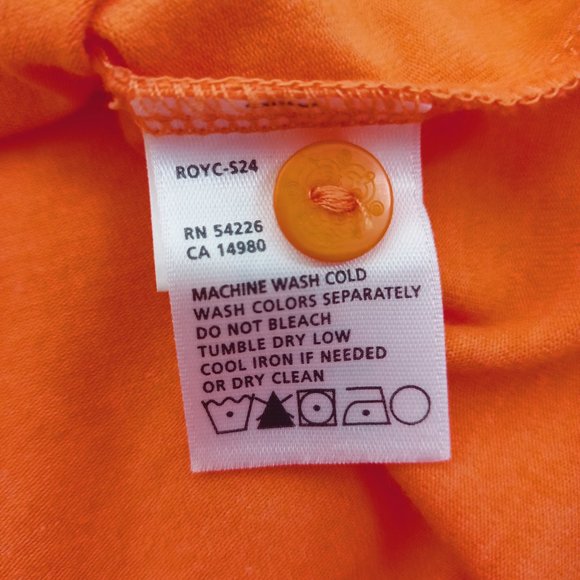 ROYC-S24
RN 54226
CA 14980
MACHINE WASH COLD
WASH COLORS SEPARATELY
DO NOT BLEACH
TUMBLE DRY LOW
COOL IRON IF NEEDED
OR DRY CLEAN